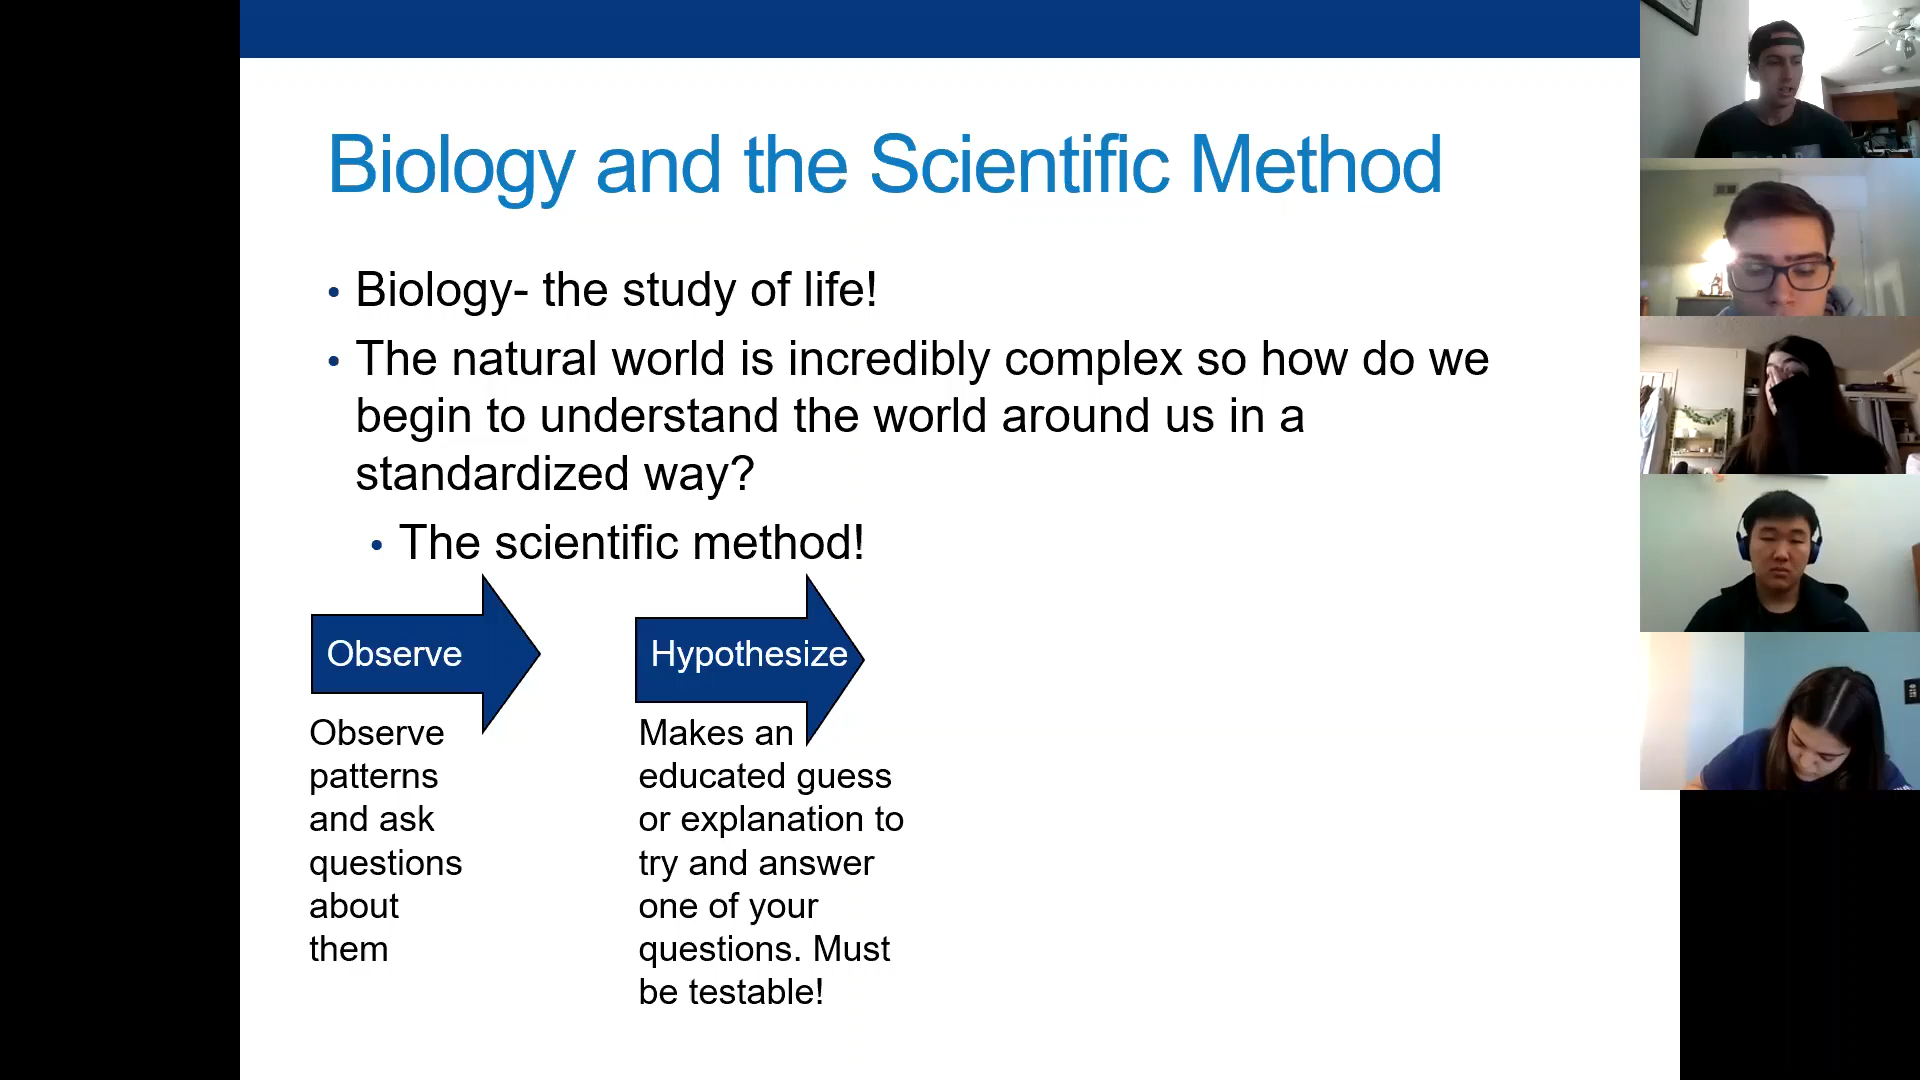 Biology and the Scientific Method
• Biology- the study of life!
• The natural world is incredibly complex so how do we
begin to understand the world around us in a
standardized way?
• The scientific method!
Observe
Observe
patterns
and ask
questions
about
them
Hypothesize
Makes an
educated guess
or explanation to
try and answer
one of your
questions. Must
be testable!